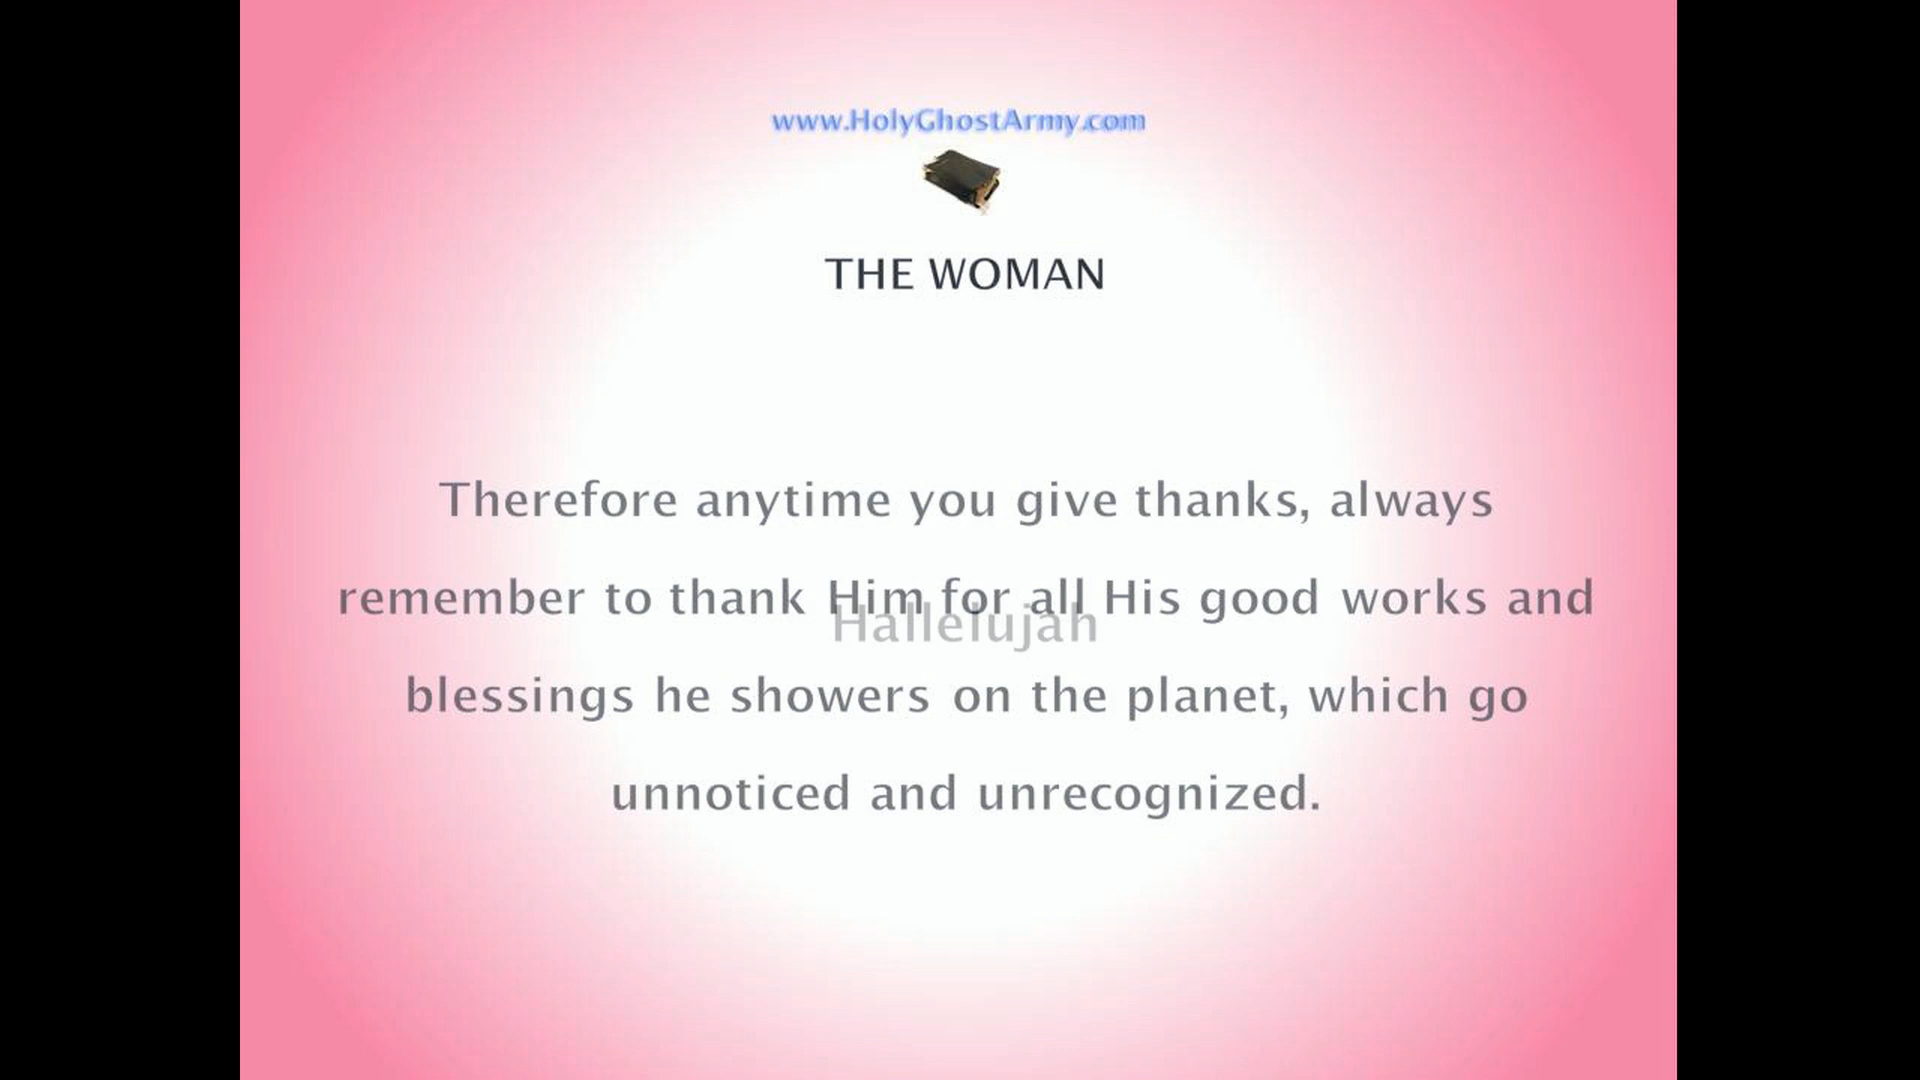 www.HolyGhostArmy.com
THE WOMAN
Therefore anytime you give thanks, always
remember to thank Him for all His good works and
Hallelujah
blessings he showers on the planet, which go
unnoticed and unrecognized.